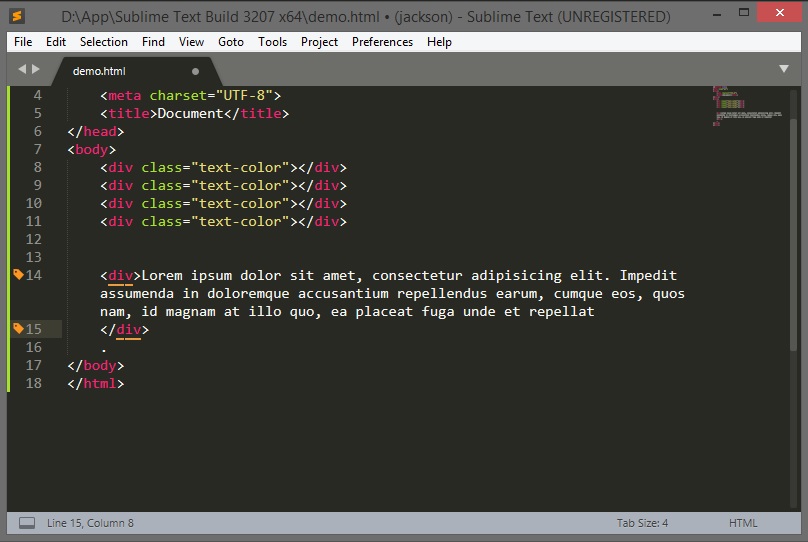 D:\App\Sublime Text Build 3207 x64\demo.html • (jackson) - Sublime Text (UNREGISTERED)
File Edit Selection Find View Goto Tools Project Preferences Help
demo.html
4 <meta charset="UTF-8">
5 <title>Document</title>
6 </head>
7 <body>
8 <div class="text-color"></div>
9 <div class="text-color"></div>
10 <div class="text-color"></div>
11 <div class="text-color"></div>
12
13
14 <div>Lorem ipsum dolor sit amet, consectetur adipisicing elit. Impedit
assumenda in doloremque accusantium repellendus earum, cumque eos, quos
nam, id magnam at illo quo, ea placeat fuga unde et repellat
15 </div>
16 .
17 </body>
18 </html>
Line 15, Column 8 Tab Size: 4 HTML